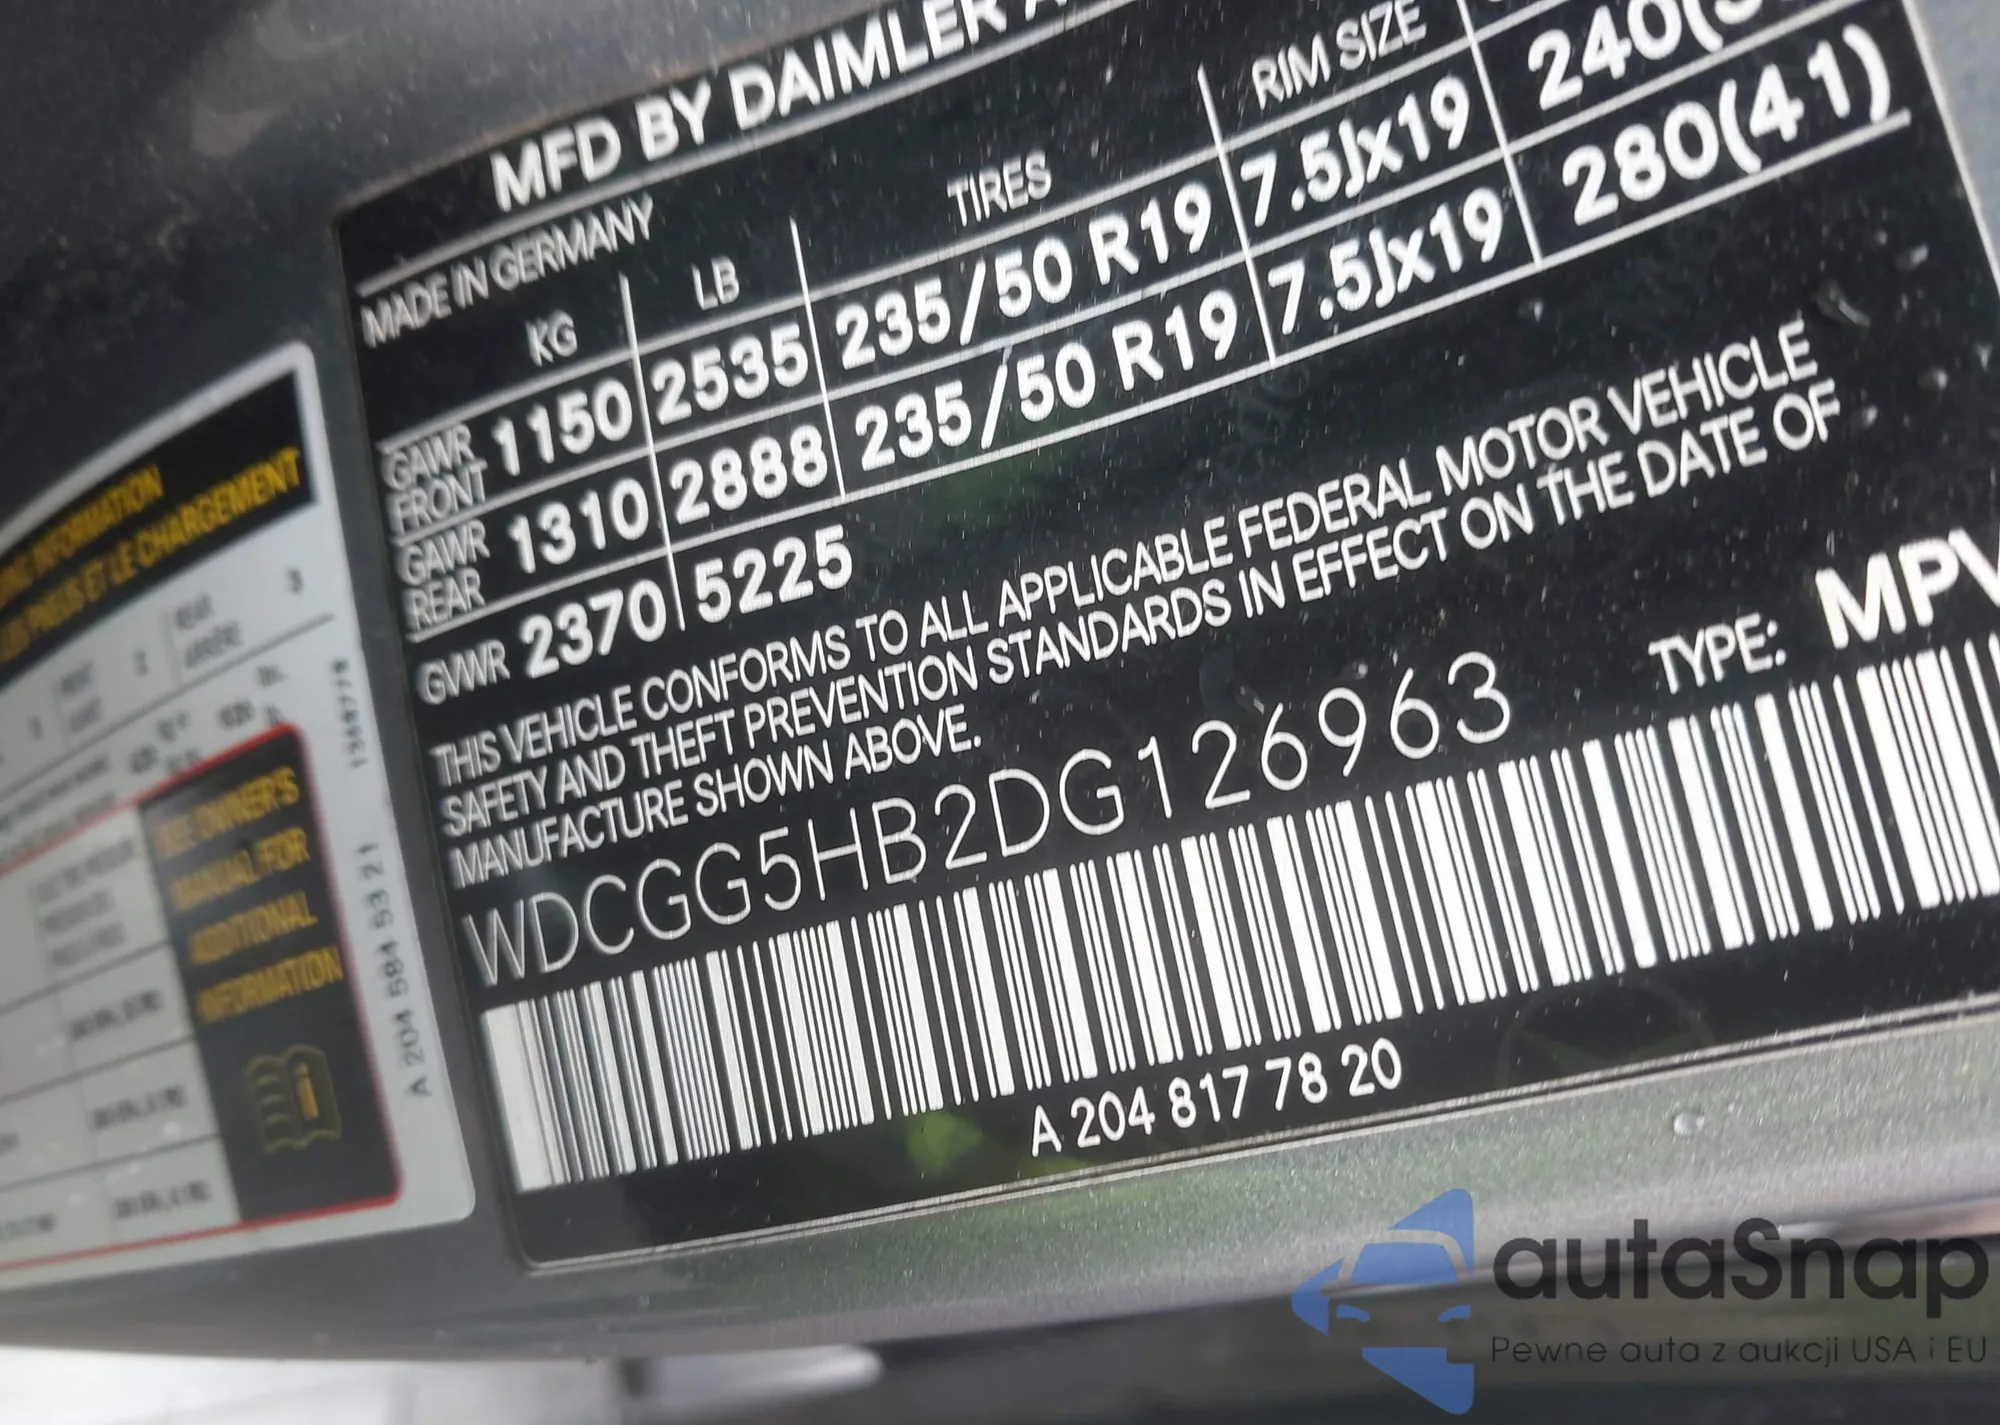 MFD BY DAIMLER
MADE IN GERMANY
KG LB TIRES RIM SIZE
GAWR FRONT 1150 2535 235/50 R19 7.5Jx19 240(
GAWR REAR 1310 2888 235/50 R19 7.5Jx19 280(41)
GVWR 2370 5225
THIS VEHICLE CONFORMS TO ALL APPLICABLE FEDERAL MOTOR VEHICLE
SAFETY AND THEFT PREVENTION STANDARDS IN EFFECT ON THE DATE OF
MANUFACTURE SHOWN ABOVE.
WDCGG5HB2DG126963 TYPE: MPV
A 204 817 78 20
INFORMATION
ET LE CHARGEMENT
SEE OWNER'S
MANUAL FOR
ADDITIONAL
INFORMATION
A 204 584 53 21
autaSnap
Pewne auta z aukcji USA i EU